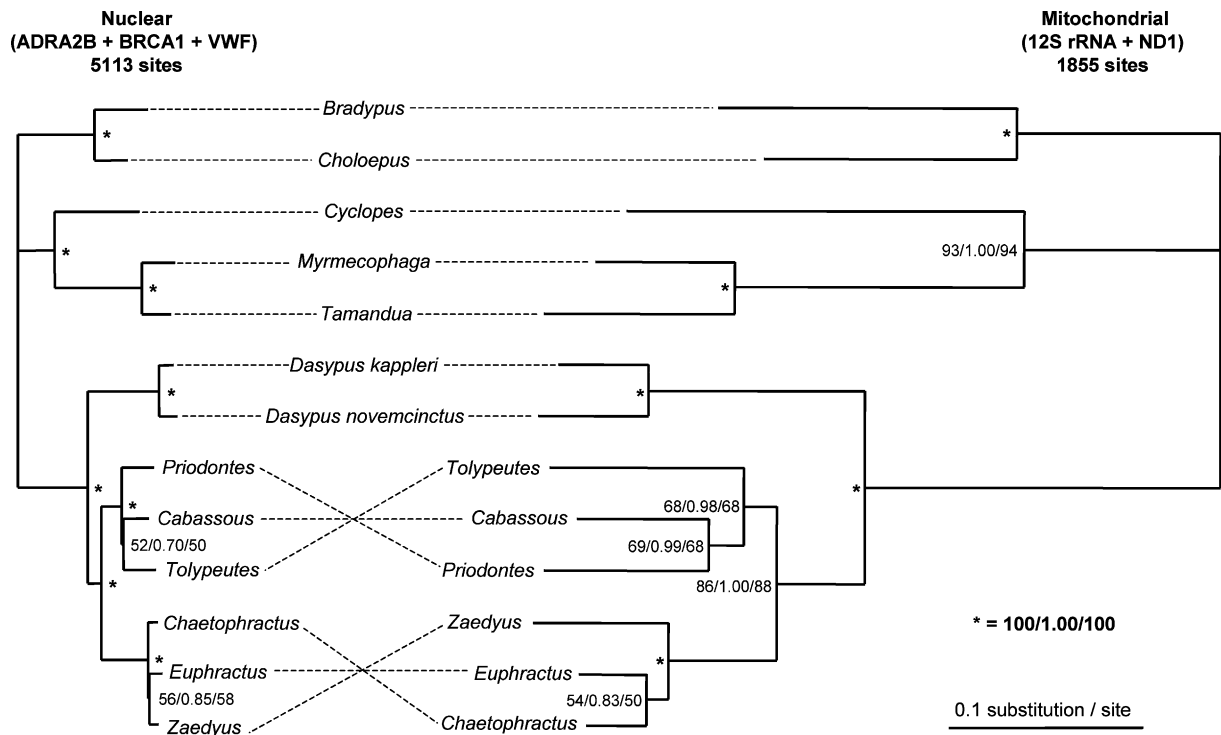 Nuclear
(ADRA2B + BRCA1 + VWF)
5113 sites
Mitochondrial
(12S rRNA + ND1)
1855 sites
Bradypus
*
*
Choloepus
Cyclopes
*
93/1.00/94
Myrmecophaga
*
*
Tamandua
Dasypus kappleri
*
*
Dasypus novemcinctus
Priodontes
Tolypeutes
*
*
*
68/0.98/68
Cabassous
Cabassous
52/0.70/50
69/0.99/68
Tolypeutes
Priodontes
*
86/1.00/88
Chaetophractus
Zaedyus
* = 100/1.00/100
*
*
Euphractus
Euphractus
56/0.85/58
54/0.83/50
Zaedyus
Chaetophractus
0.1 substitution / site